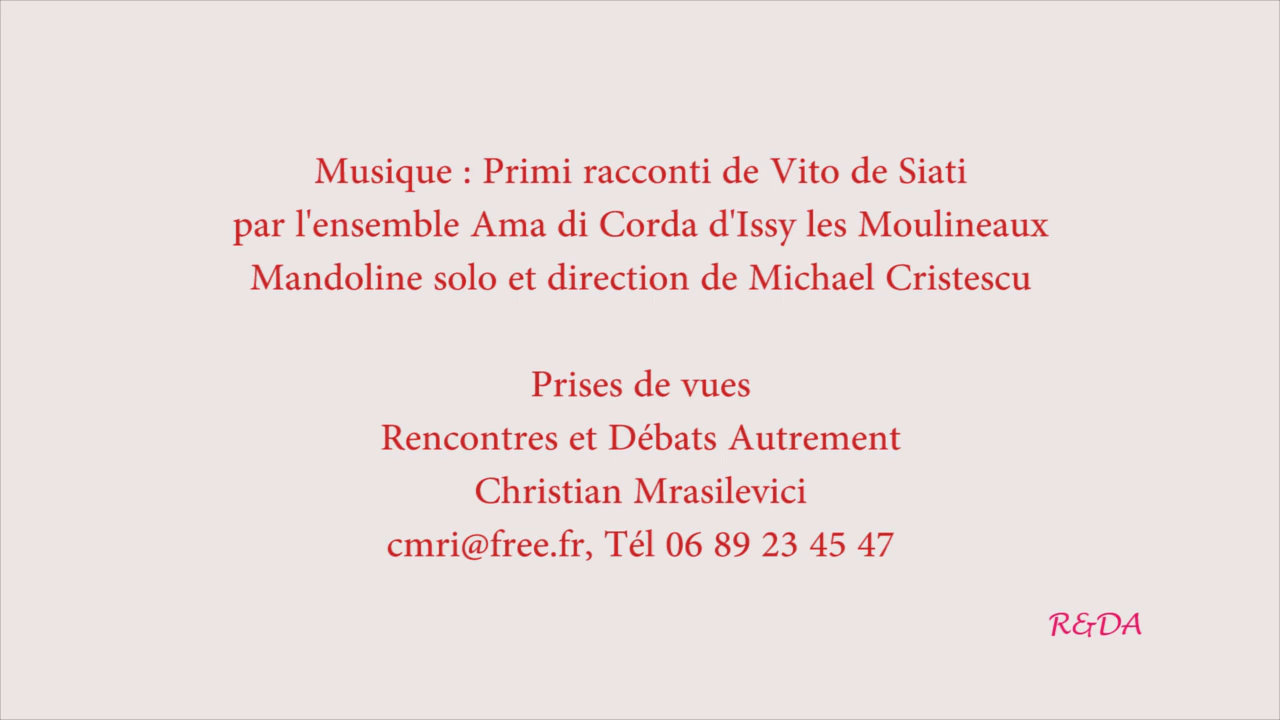 Musique : Primi racconti de Vito de Siati
par l'ensemble Ama di Corda d'Issy les Moulineaux
Mandoline solo et direction de Michael Cristescu
Prises de vues
Rencontres et Débats Autrement
Christian Mrasilevici
cmri@free.fr, Tél 06 89 23 45 47
R&DA